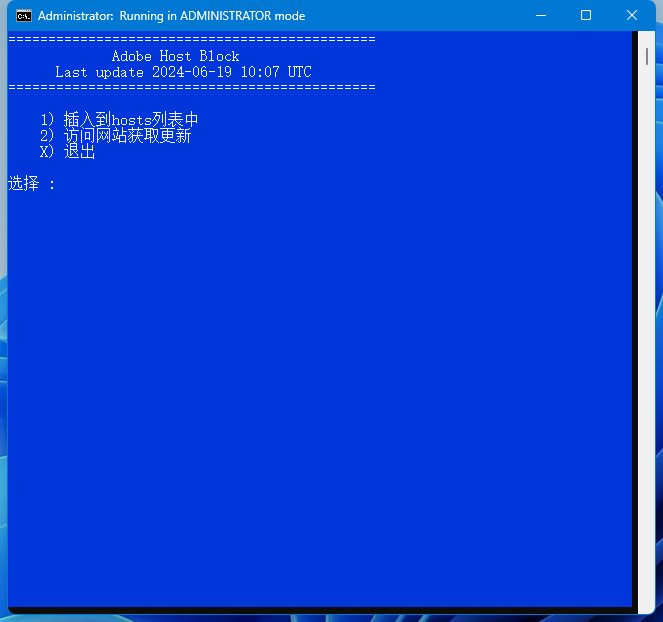 Administrator: Running in ADMINISTRATOR mode
==============================================
Adobe Host Block
Last update 2024-06-19 10:07 UTC
==============================================
1) 插入到hosts列表中
2) 访问网站获取更新
X) 退出
选择 :